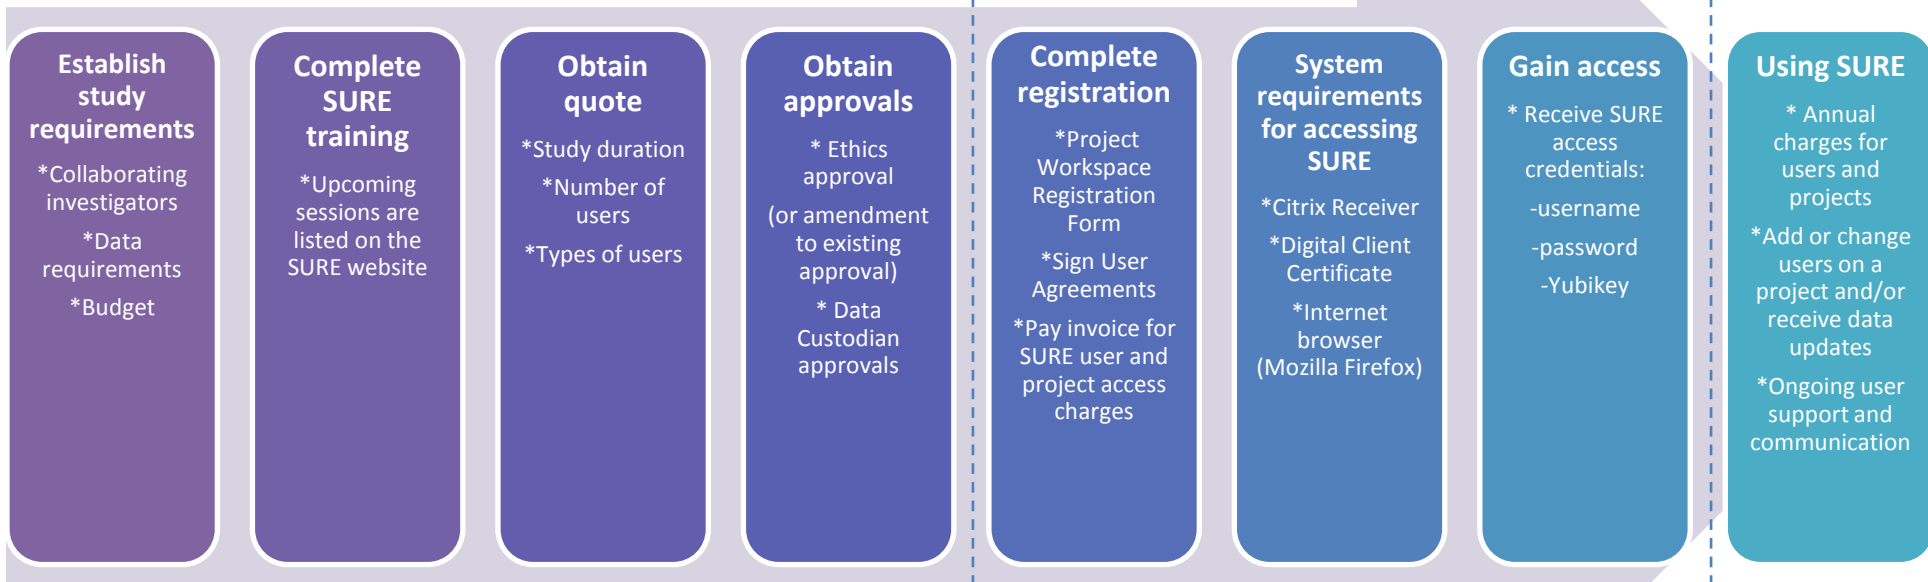 Establish
study
requirements
*Collaborating
investigators
*Data
requirements
*Budget
Complete
SURE
training
*Upcoming
sessions are
listed on the
SURE website
Obtain
quote
*Study duration
*Number of
users
*Types of users
Obtain
approvals
* Ethics
approval
(or amendment
to existing
approval)
* Data
Custodian
approvals
Complete
registration
*Project
Workspace
Registration
Form
*Sign User
Agreements
*Pay invoice for
SURE user and
project access
charges
System
requirements
for accessing
SURE
*Citrix Receiver
*Digital Client
Certificate
*Internet
browser
(Mozilla Firefox)
Gain access
* Receive SURE
access
credentials:
-username
-password
-Yubikey
Using SURE
* Annual
charges for
users and
projects
*Add or change
users on a
project and/or
receive data
updates
*Ongoing user
support and
communication